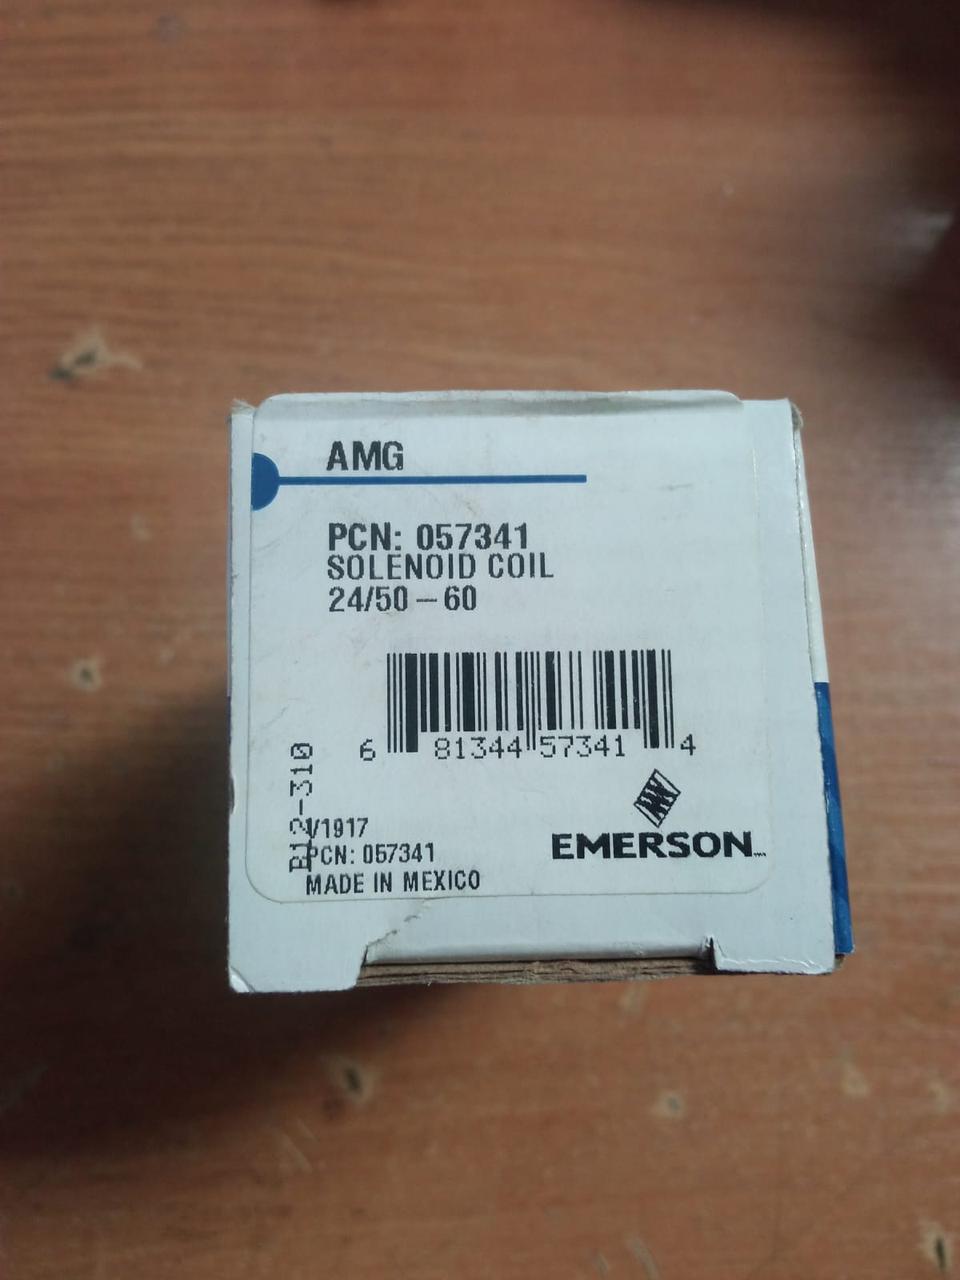 AMG
PCN: 057341
SOLENOID COIL
24/50 – 60
6 81344 57341 4
B12-310
1/1917
PCN: 057341
MADE IN MEXICO
EMERSON